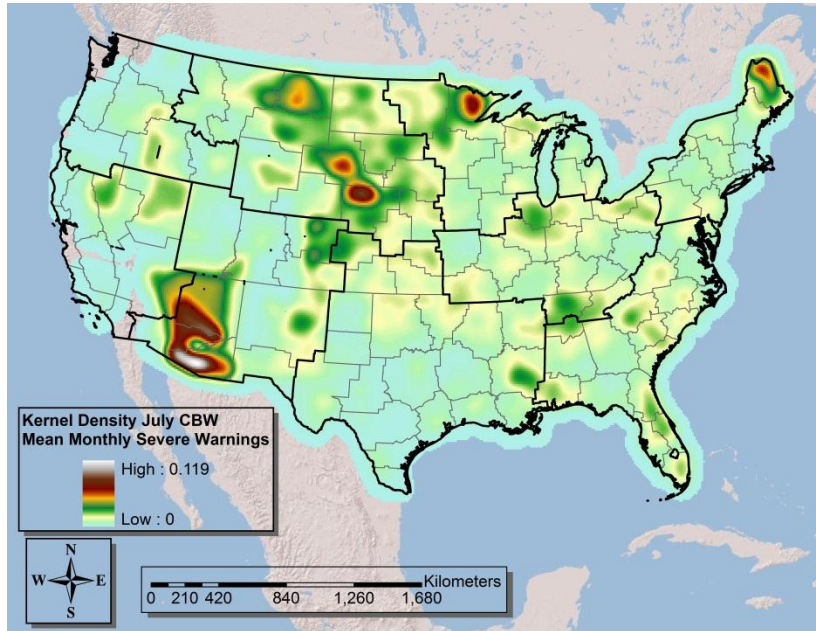 Kernel Density July CBW
Mean Monthly Severe Warnings
High : 0.119
Low : 0
N
W E
S
Kilometers
0 210 420 840 1,260 1,680